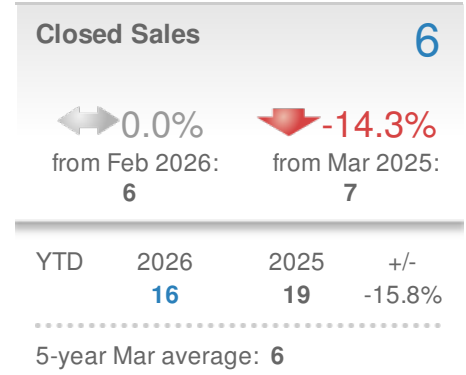 Closed Sales 6
0.0% -14.3%
from Feb 2026: from Mar 2025:
6 7
YTD 2026 2025 +/-
16 19 -15.8%
5-year Mar average: 6